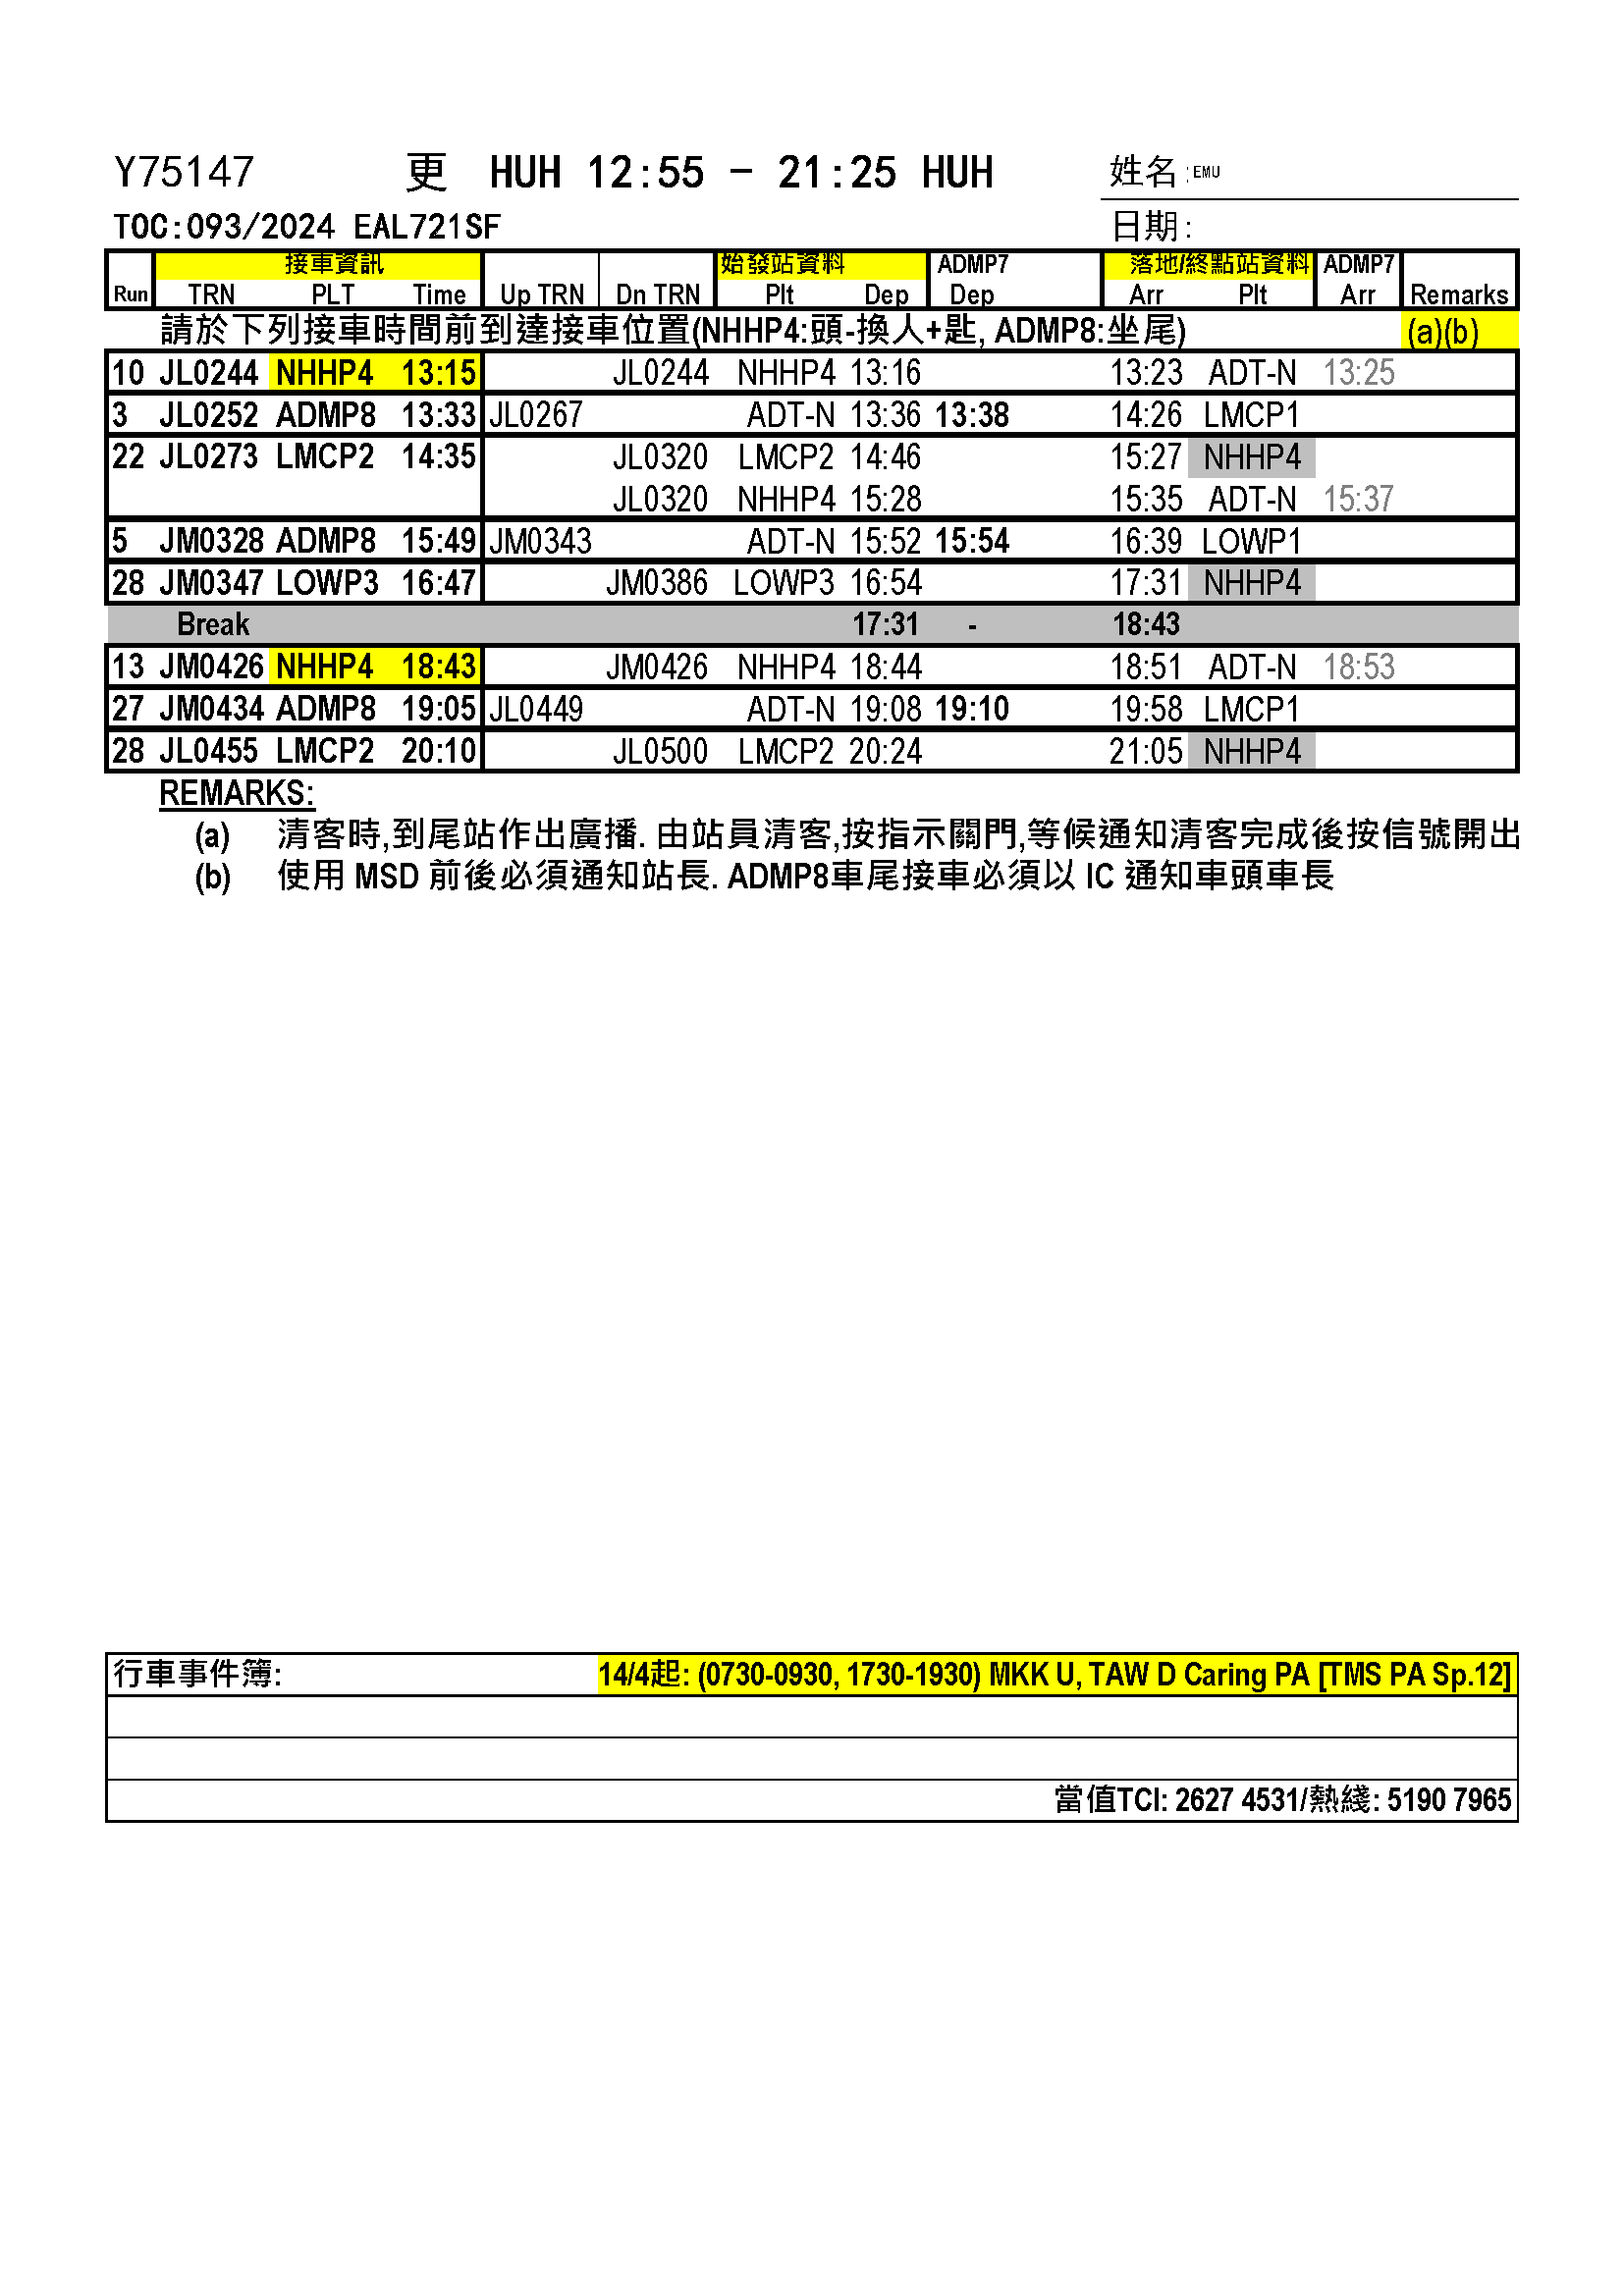 Y75147 更 HUH 12:55 - 21:25 HUH 姓名:EMU
TOC:093/2024 EAL721SF 日期:
接車資訊 始發站資料 ADMP7 落地/終點站資料 ADMP7
Run TRN PLT Time Up TRN Dn TRN Plt Dep Dep Arr Plt Arr Remarks
請於下列接車時間前到達接車位置(NHHP4:頭-換人+匙, ADMP8:坐尾) (a)(b)
10 JL0244 NHHP4 13:15 JL0244 NHHP4 13:16 13:23 ADT-N 13:25
3 JL0252 ADMP8 13:33 JL0267 ADT-N 13:36 13:38 14:26 LMCP1
22 JL0273 LMCP2 14:35 JL0320 LMCP2 14:46 15:27 NHHP4
JL0320 NHHP4 15:28 15:35 ADT-N 15:37
5 JM0328 ADMP8 15:49 JM0343 ADT-N 15:52 15:54 16:39 LOWP1
28 JM0347 LOWP3 16:47 JM0386 LOWP3 16:54 17:31 NHHP4
Break 17:31 - 18:43
13 JM0426 NHHP4 18:43 JM0426 NHHP4 18:44 18:51 ADT-N 18:53
27 JM0434 ADMP8 19:05 JL0449 ADT-N 19:08 19:10 19:58 LMCP1
28 JL0455 LMCP2 20:10 JL0500 LMCP2 20:24 21:05 NHHP4
REMARKS:
(a) 清客時,到尾站作出廣播. 由站員清客,按指示關門,等候通知清客完成後按信號開出
(b) 使用 MSD 前後必須通知站長. ADMP8車尾接車必須以 IC 通知車頭車長
行車事件簿: 14/4起: (0730-0930, 1730-1930) MKK U, TAW D Caring PA [TMS PA Sp.12]
當值TCI: 2627 4531/熱綫: 5190 7965